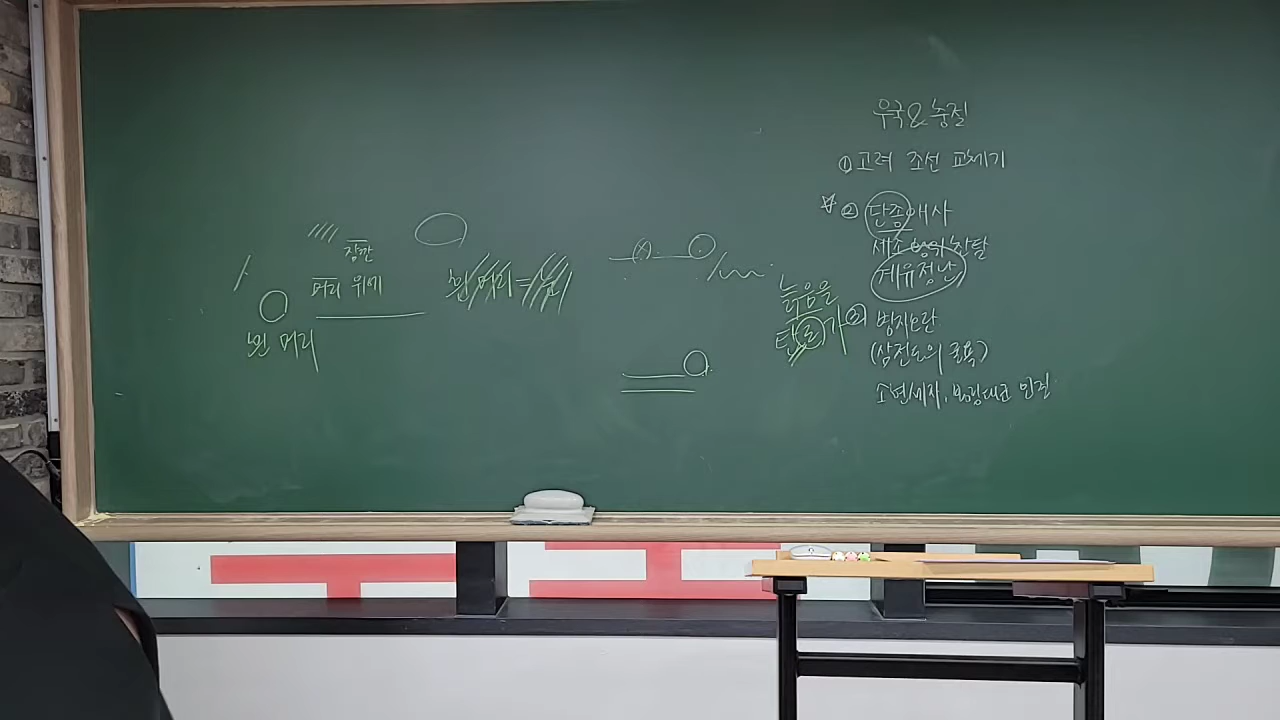 우국&충절
① 고려 조선 교체기
☆ ② 단종애사
세조 왕위찬탈
계유정난
③ 병자호란
(삼전도의 굴욕)
소현세자, 봉림대군 인질
잠깐
머리 위에
흰 머리 =
흰 머리
늙음을
탄로가